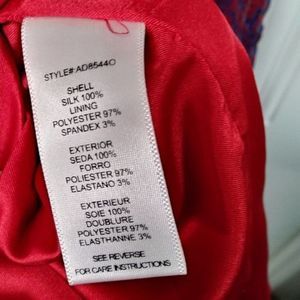 STYLE#:AD8544C
SHELL
SILK 100%
LINING
POLYESTER 97%
SPANDEX 3%
EXTERIOR
SEDA 100%
FORRO
POLIESTER 97%
ELASTANO 3%
EXTERIEUR
SOIE 100%
DOUBLURE
POLYESTER 97%
ELASTHANNE 3%
SEE REVERSE
FOR CARE INSTRUCTIONS